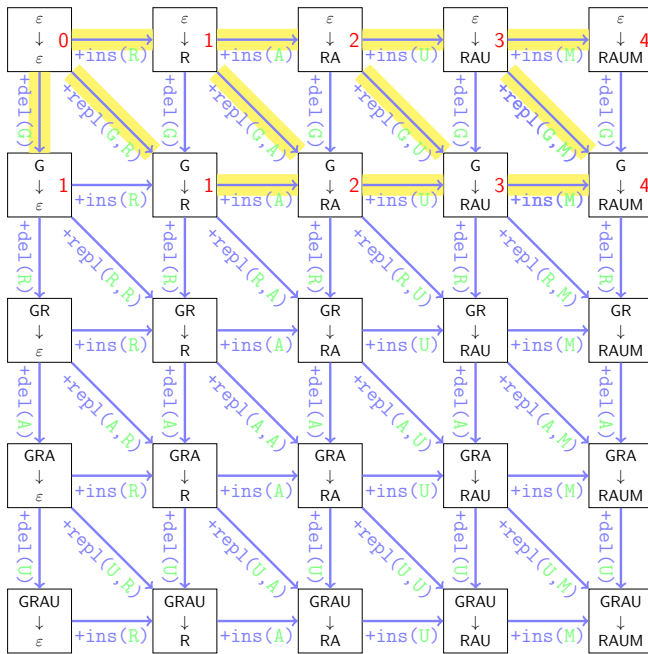 ε ε ε ε ε
↓ 0 ↓ 1 ↓ 2 ↓ 3 ↓ 4
ε +ins(R) R +ins(A) RA +ins(U) RAU +ins(M) RAUM
+del(G) +repl(G,R) +del(G) +repl(G,A) +del(G) +repl(G,U) +del(G) +repl(G,M) +del(G)
G G G G G
↓ 1 ↓ 1 ↓ 2 ↓ 3 ↓ 4
ε +ins(R) R +ins(A) RA +ins(U) RAU +ins(M) RAUM
+del(R) +repl(R,R) +del(R) +repl(R,A) +del(R) +repl(R,U) +del(R) +repl(R,M) +del(R)
GR GR GR GR GR
↓ ↓ ↓ ↓ ↓
ε +ins(R) R +ins(A) RA +ins(U) RAU +ins(M) RAUM
+del(A) +repl(A,R) +del(A) +repl(A,A) +del(A) +repl(A,U) +del(A) +repl(A,M) +del(A)
GRA GRA GRA GRA GRA
↓ ↓ ↓ ↓ ↓
ε +ins(R) R +ins(A) RA +ins(U) RAU +ins(M) RAUM
+del(U) +repl(U,R) +del(U) +repl(U,A) +del(U) +repl(U,U) +del(U) +repl(U,M) +del(U)
GRAU GRAU GRAU GRAU GRAU
↓ ↓ ↓ ↓ ↓
ε +ins(R) R +ins(A) RA +ins(U) RAU +ins(M) RAUM